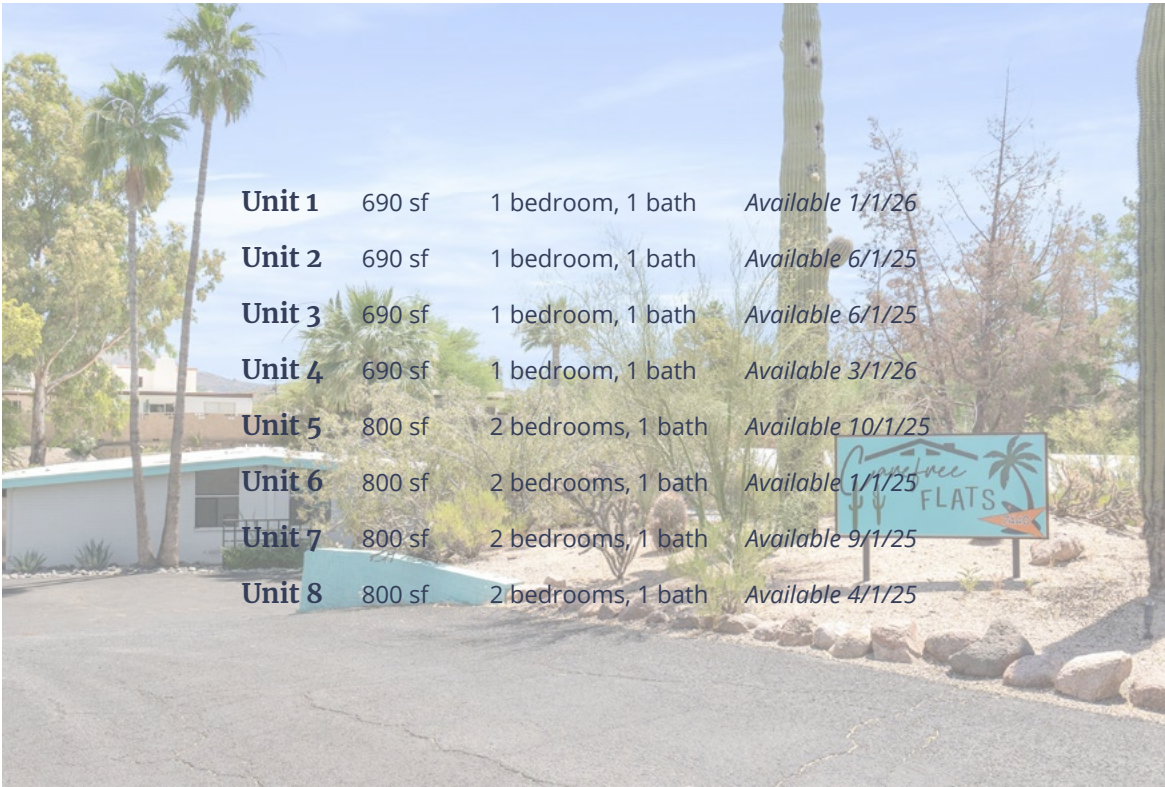 Unit 1 690 sf 1 bedroom, 1 bath Available 1/1/26
Unit 2 690 sf 1 bedroom, 1 bath Available 6/1/25
Unit 3 690 sf 1 bedroom, 1 bath Available 6/1/25
Unit 4 690 sf 1 bedroom, 1 bath Available 3/1/26
Unit 5 800 sf 2 bedrooms, 1 bath Available 10/1/25
Unit 6 800 sf 2 bedrooms, 1 bath Available 1/1/25
Unit 7 800 sf 2 bedrooms, 1 bath Available 9/1/25
Unit 8 800 sf 2 bedrooms, 1 bath Available 4/1/25
Carefree
FLATS